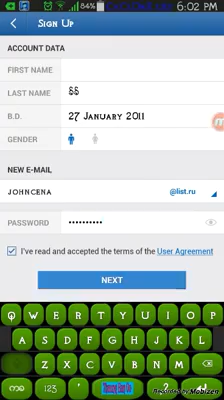 84% 6:02 PM
Sign Up
ACCOUNT DATA
FIRST NAME
LAST NAME
B.D. 27 January 2011
GENDER
NEW E-MAIL
JOHNCENA @list.ru
PASSWORD ••••••••••
I've read and accepted the terms of the User Agreement
NEXT
Q W E R T Y U I O P
A S D F G H J K L
Z X C V B N M
123 ' ?
Recorded by Mobizen